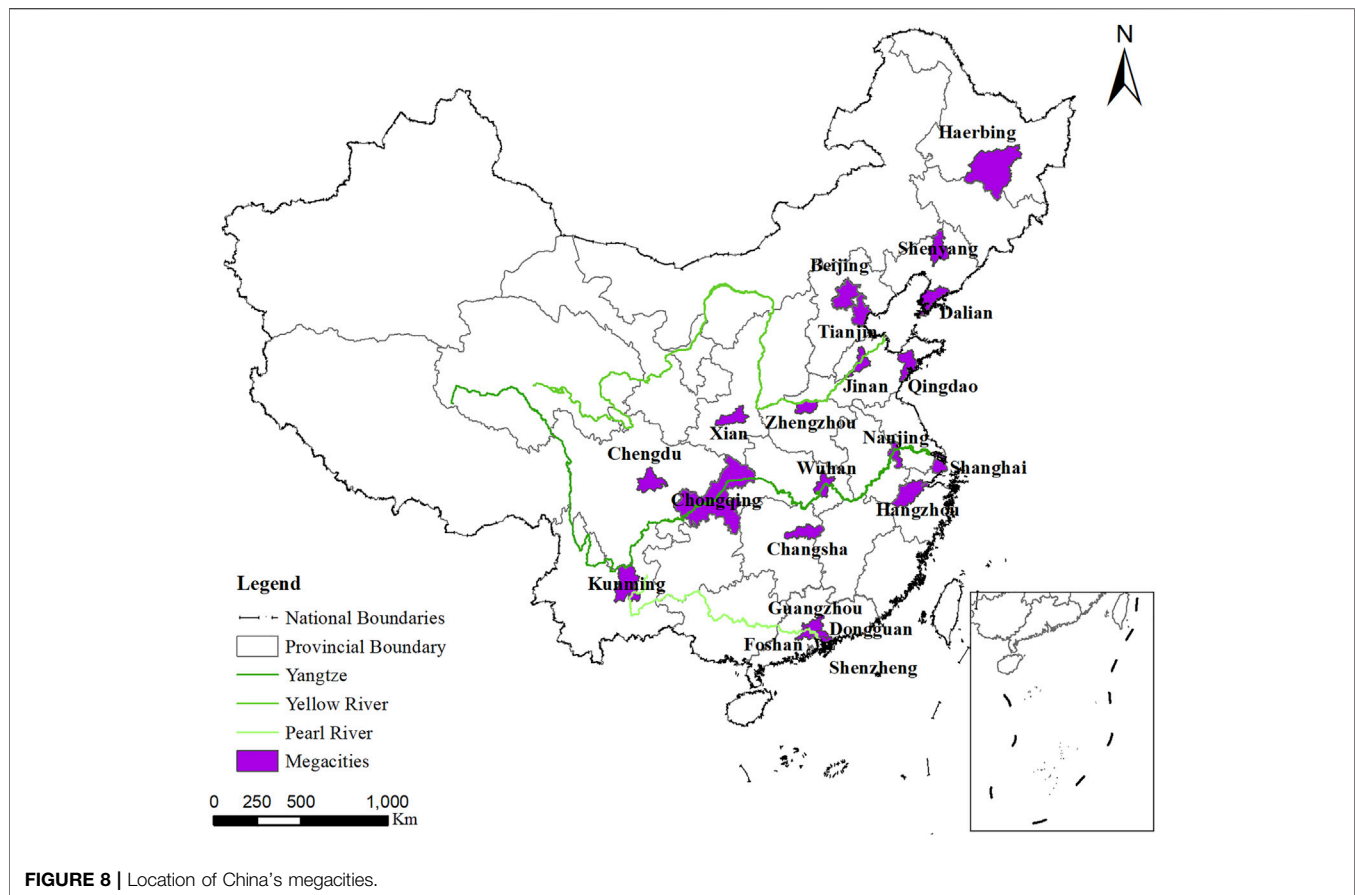 N
Haerbing
Shenyang
Beijing
Dalian
Tianjin
Jinan
Qingdao
Zhengzhou
Xian
Nanjing
Chengdu
Wuhan
Shanghai
Chongqing
Hangzhou
Changsha
Kunming
Guangzhou
Dongguan
Foshan
Shenzheng
Legend
National Boundaries
Provincial Boundary
Yangtze
Yellow River
Pearl River
Megacities
0 250 500 1,000
Km
FIGURE 8 | Location of China's megacities.